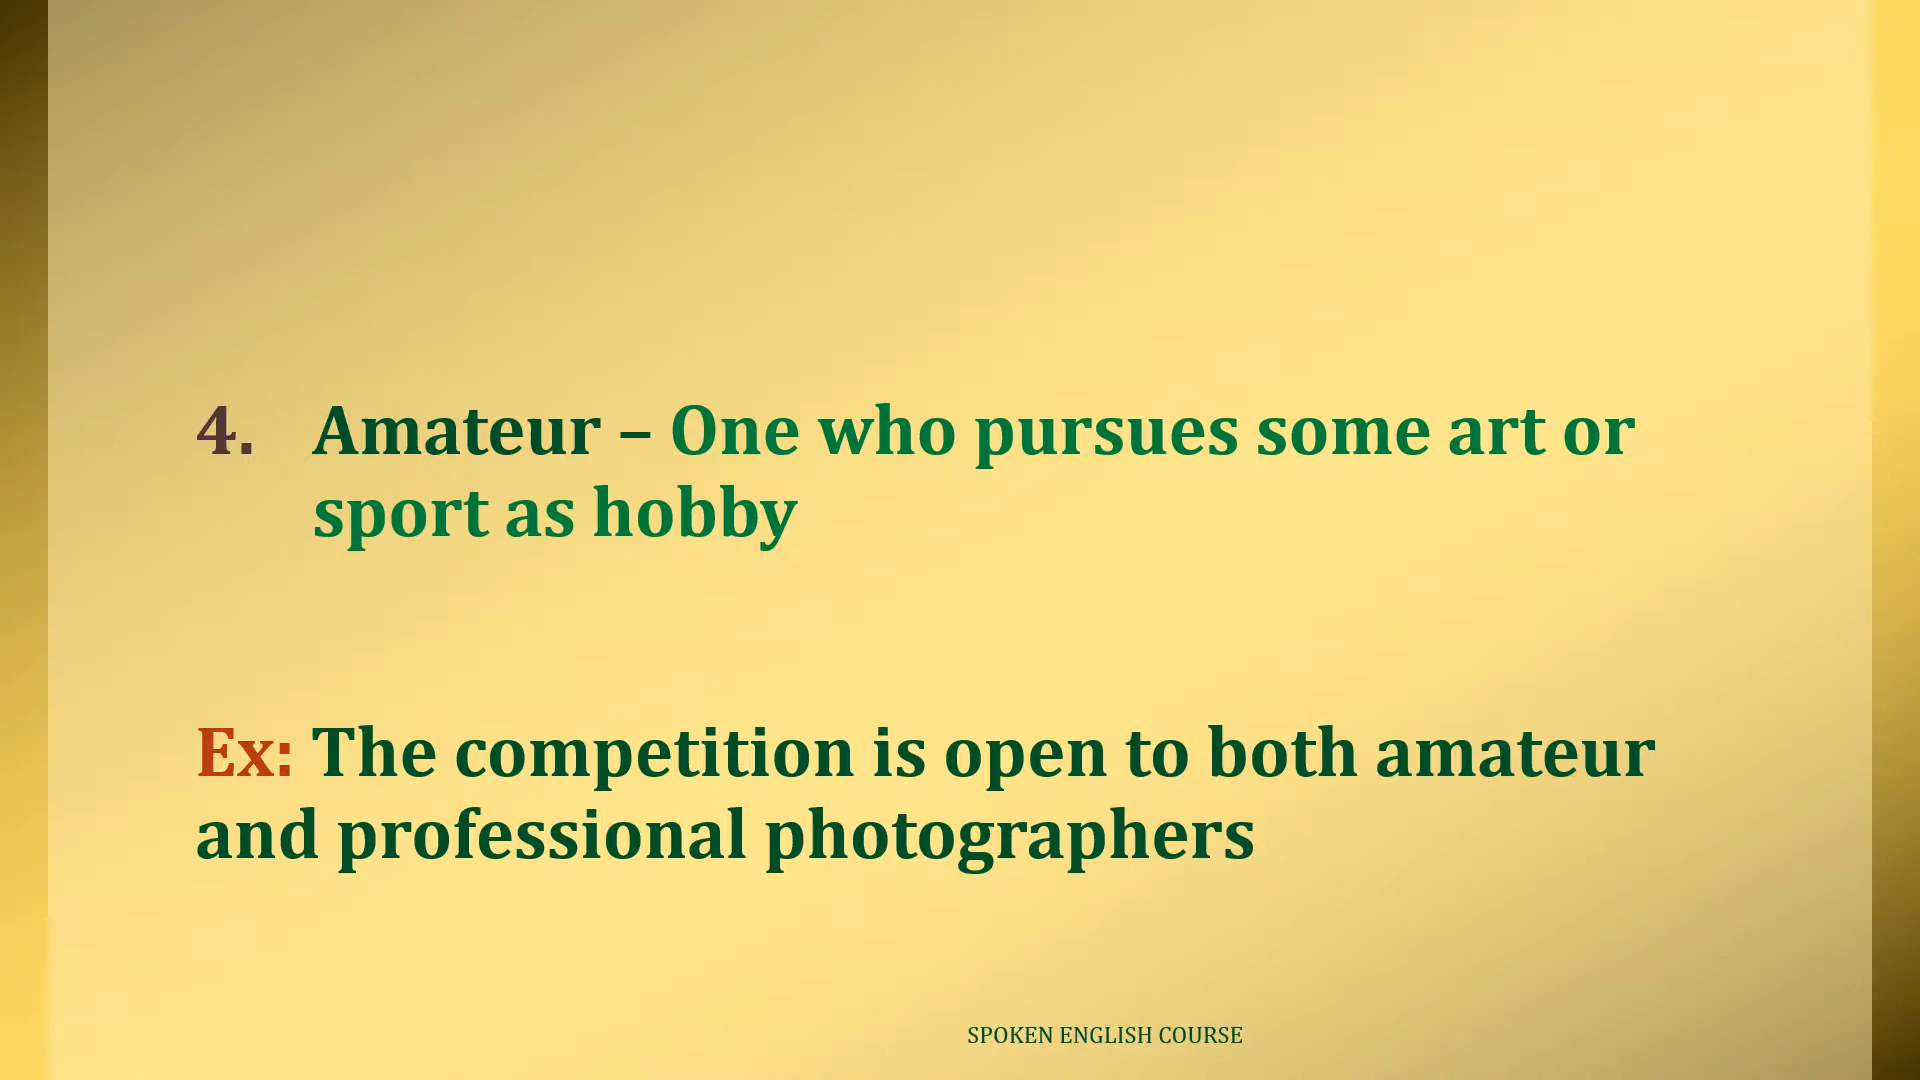 4. Amateur – One who pursues some art or
sport as hobby
Ex: The competition is open to both amateur
and professional photographers
SPOKEN ENGLISH COURSE